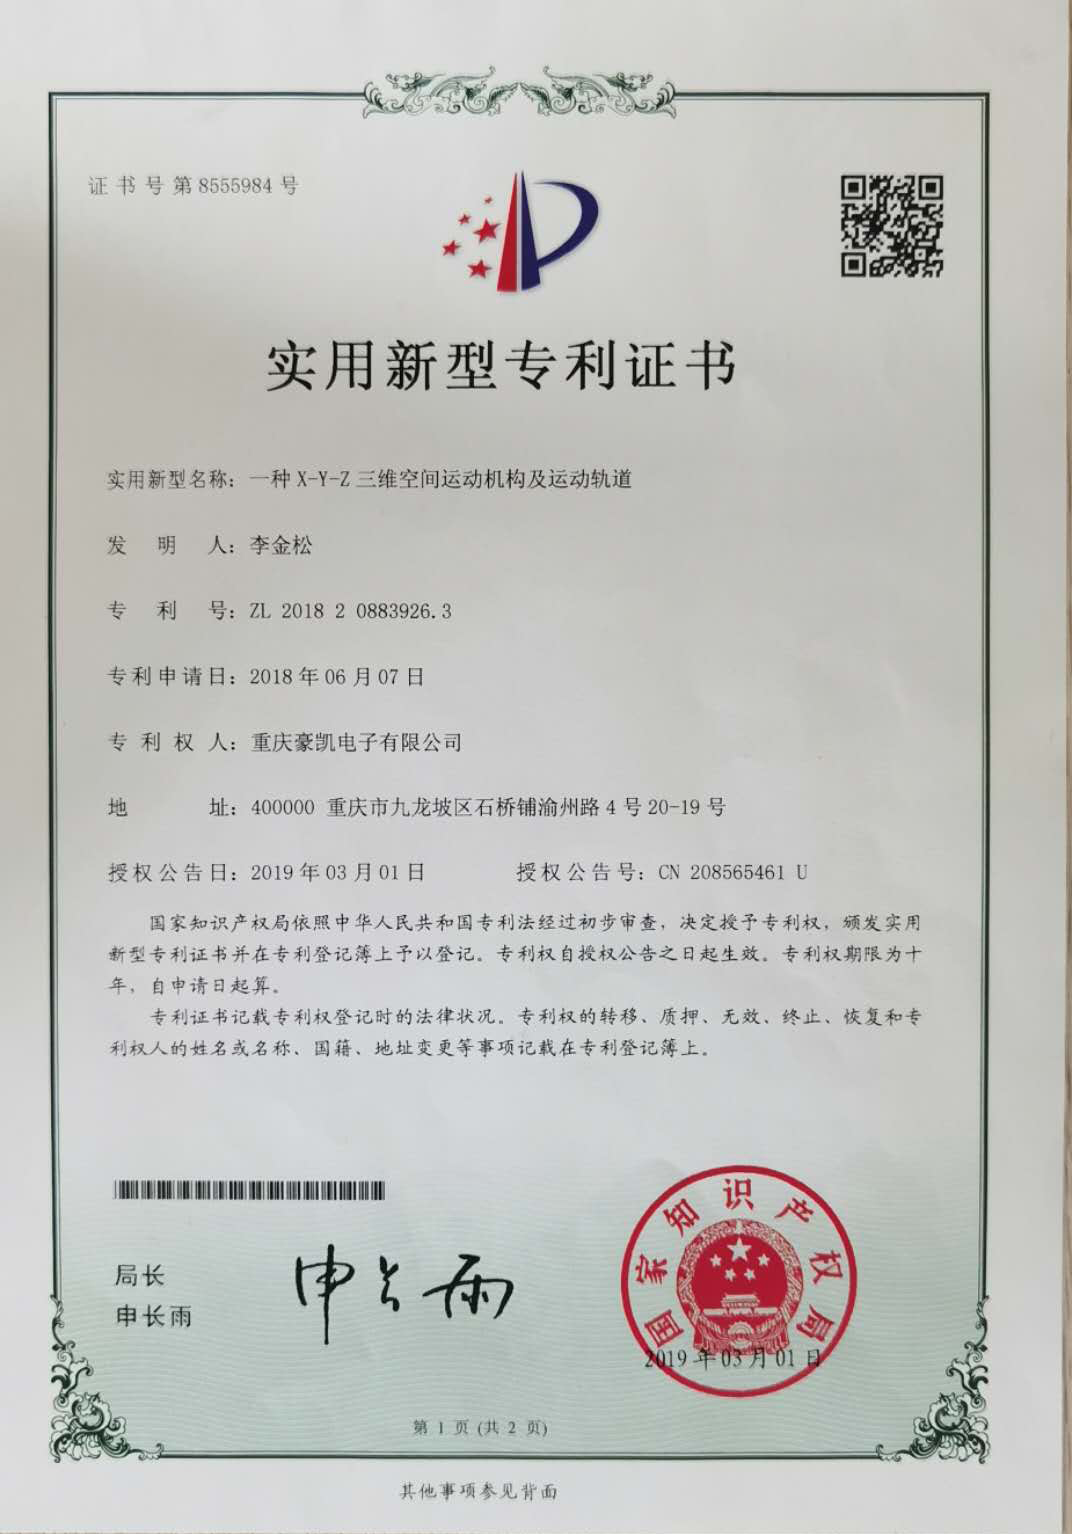 证书号第8555984号
实用新型专利证书
实用新型名称：一种X-Y-Z三维空间运动机构及运动轨道
发明人：李金松
专利号：ZL 2018 2 0883926.3
专利申请日：2018年06月07日
专利权人：重庆豪凯电子有限公司
地址：400000 重庆市九龙坡区石桥铺渝州路4号20-19号
授权公告日：2019年03月01日 授权公告号：CN 208565461 U
国家知识产权局依照中华人民共和国专利法经过初步审查，决定授予专利权，颁发实用
新型专利证书并在专利登记簿上予以登记。专利权自授权公告之日起生效。专利权期限为十
年，自申请日起算。
专利证书记载专利权登记时的法律状况。专利权的转移、质押、无效、终止、恢复和专
利权人的姓名或名称、国籍、地址变更等事项记载在专利登记簿上。
局长
申长雨
申长雨
国家知识产权局
2019年03月01日
第 1 页 (共 2 页)
其他事项参见背面